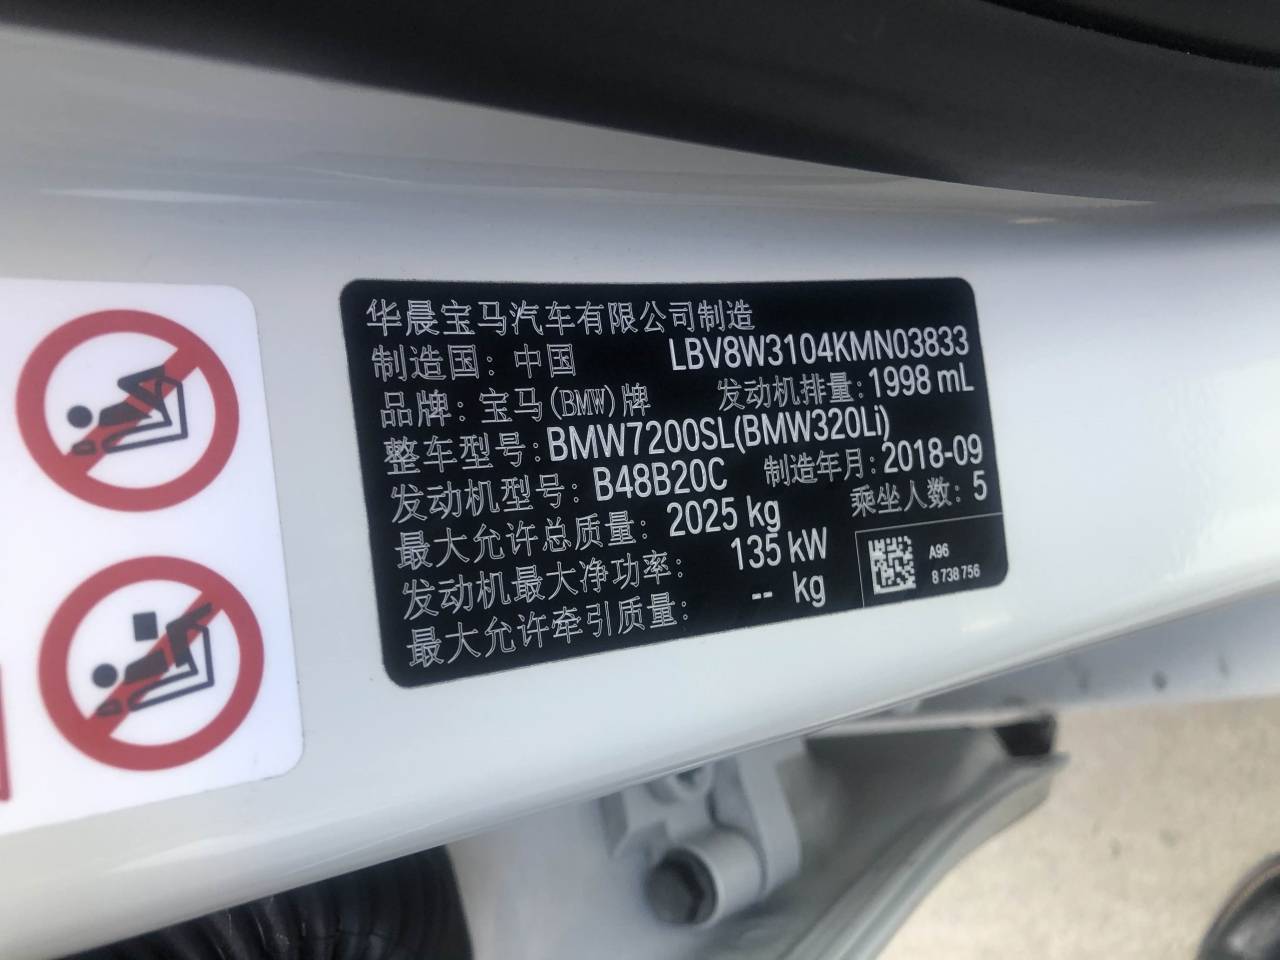 华晨宝马汽车有限公司制造
制造国：中国 LBV8W3104KMN03833
品牌：宝马(BMW)牌 发动机排量：1998 mL
整车型号：BMW7200SL(BMW320Li)
发动机型号：B48B20C 制造年月：2018-09
最大允许总质量：2025 kg 乘坐人数：5
发动机最大净功率：135 kW
最大允许牵引质量：-- kg
A96
8 738 756